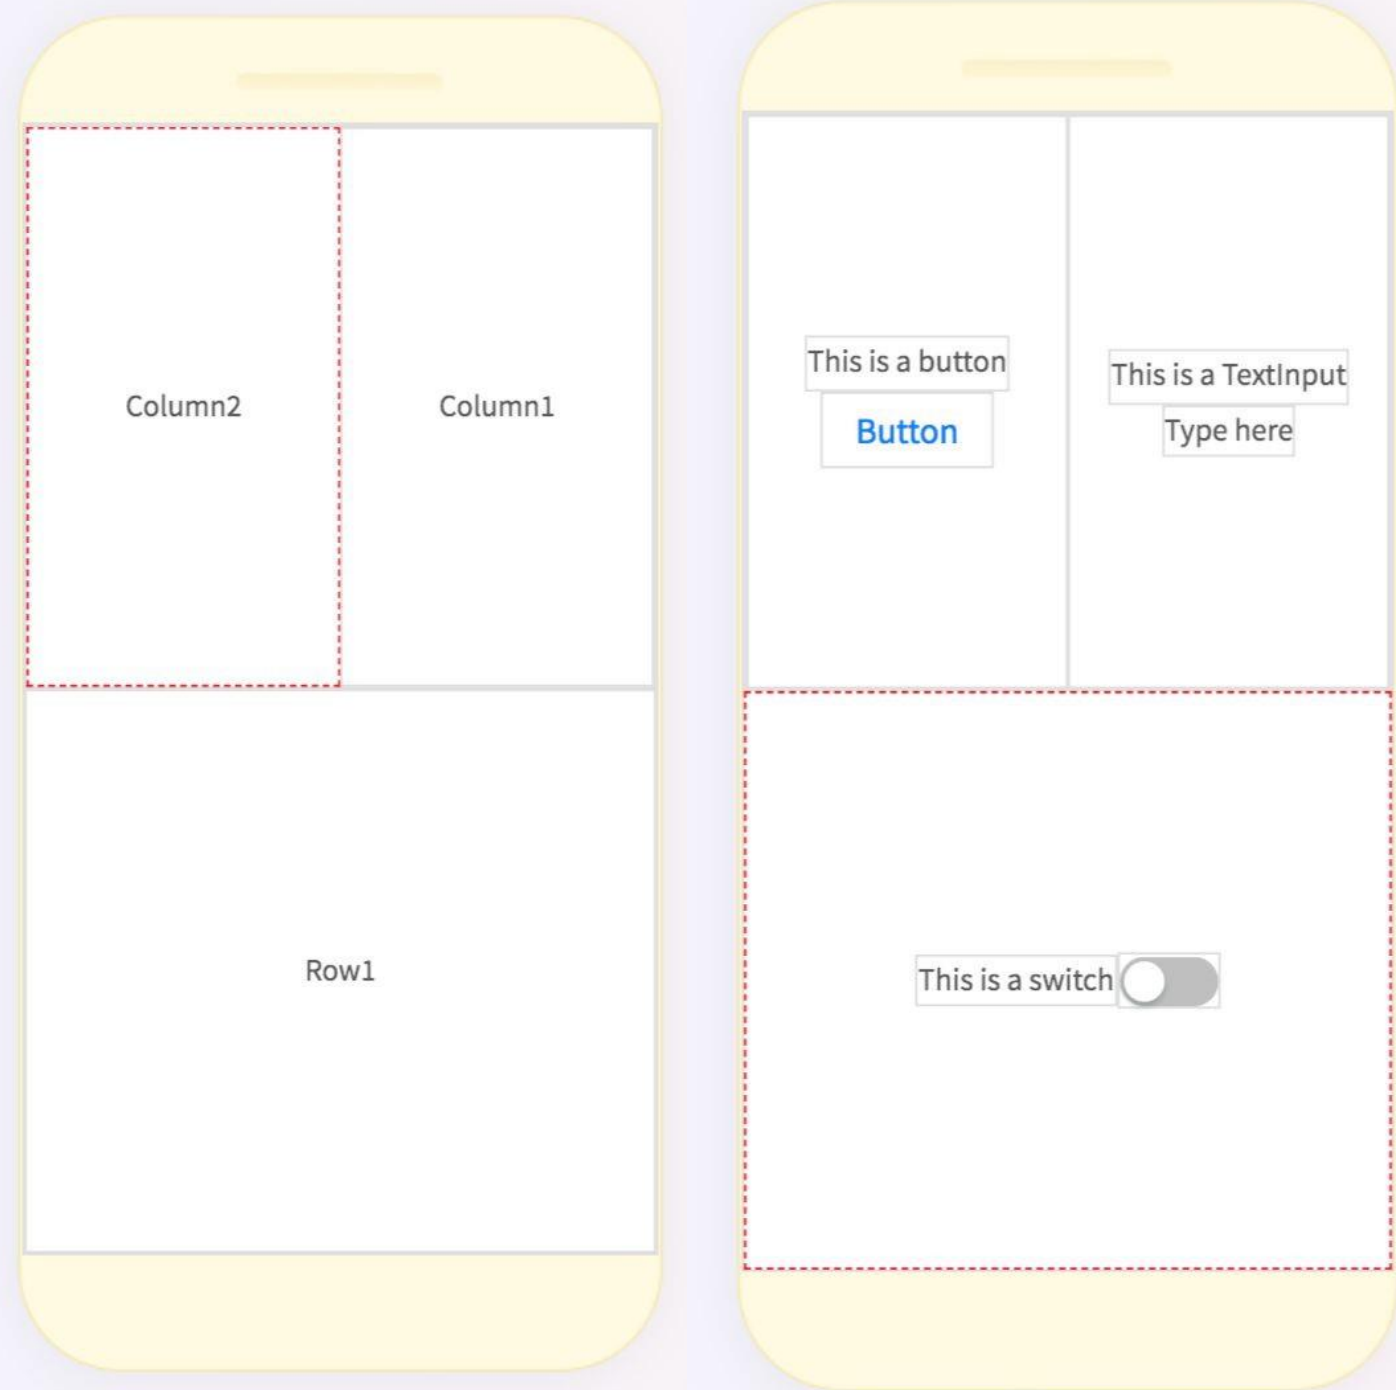 Column2
Column1
Row1
This is a button
Button
This is a TextInput
Type here
This is a switch